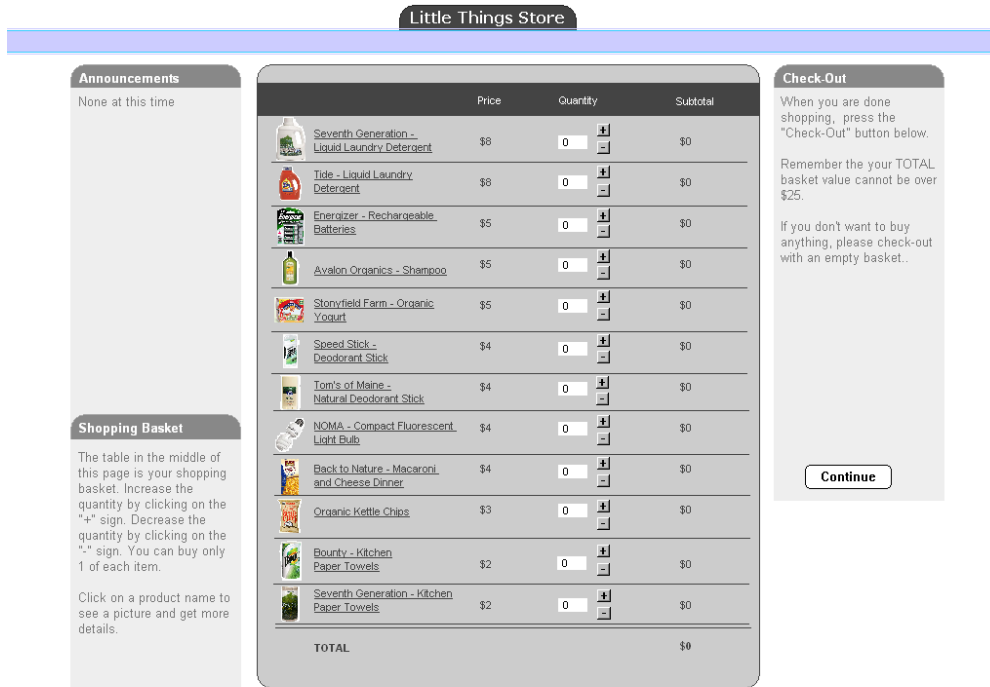 Little Things Store
Announcements
None at this time
Shopping Basket
The table in the middle of
this page is your shopping
basket. Increase the
quantity by clicking on the
"+" sign. Decrease the
quantity by clicking on the
"-" sign. You can buy only
1 of each item.
Click on a product name to
see a picture and get more
details.
Price Quantity Subtotal
Seventh Generation -
Liquid Laundry Detergent
$8 0 + - $0
Tide - Liquid Laundry
Detergent
$8 0 + - $0
Energizer - Rechargeable
Batteries
$5 0 + - $0
Avalon Organics - Shampoo
$5 0 + - $0
Stonyfield Farm - Organic
Yogurt
$5 0 + - $0
Speed Stick -
Deodorant Stick
$4 0 + - $0
Tom's of Maine -
Natural Deodorant Stick
$4 0 + - $0
NOMA - Compact Fluorescent
Light Bulb
$4 0 + - $0
Back to Nature - Macaroni
and Cheese Dinner
$4 0 + - $0
Organic Kettle Chips
$3 0 + - $0
Bounty - Kitchen
Paper Towels
$2 0 + - $0
Seventh Generation - Kitchen
Paper Towels
$2 0 + - $0
TOTAL $0
Check-Out
When you are done
shopping, press the
"Check-Out" button below.
Remember the your TOTAL
basket value cannot be over
$25.
If you don't want to buy
anything, please check-out
with an empty basket..
Continue